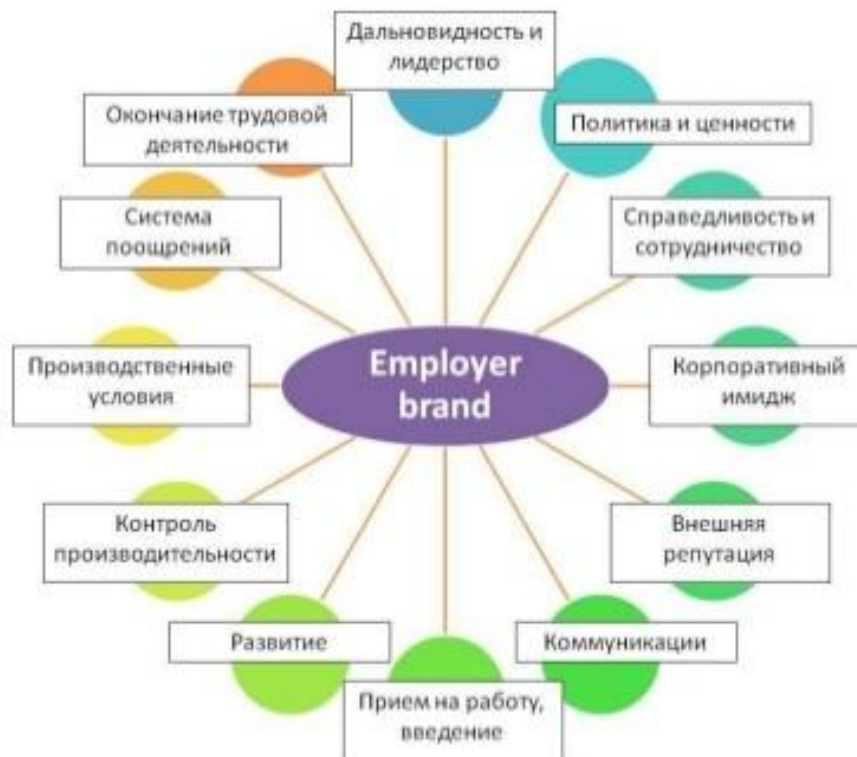 Дальновидность и
лидерство
Политика и ценности
Справедливость и
сотрудничество
Корпоративный
имидж
Внешняя
репутация
Коммуникации
Прием на работу,
введение
Развитие
Контроль
производительности
Производственные
условия
Система
поощрений
Окончание трудовой
деятельности
Employer
brand